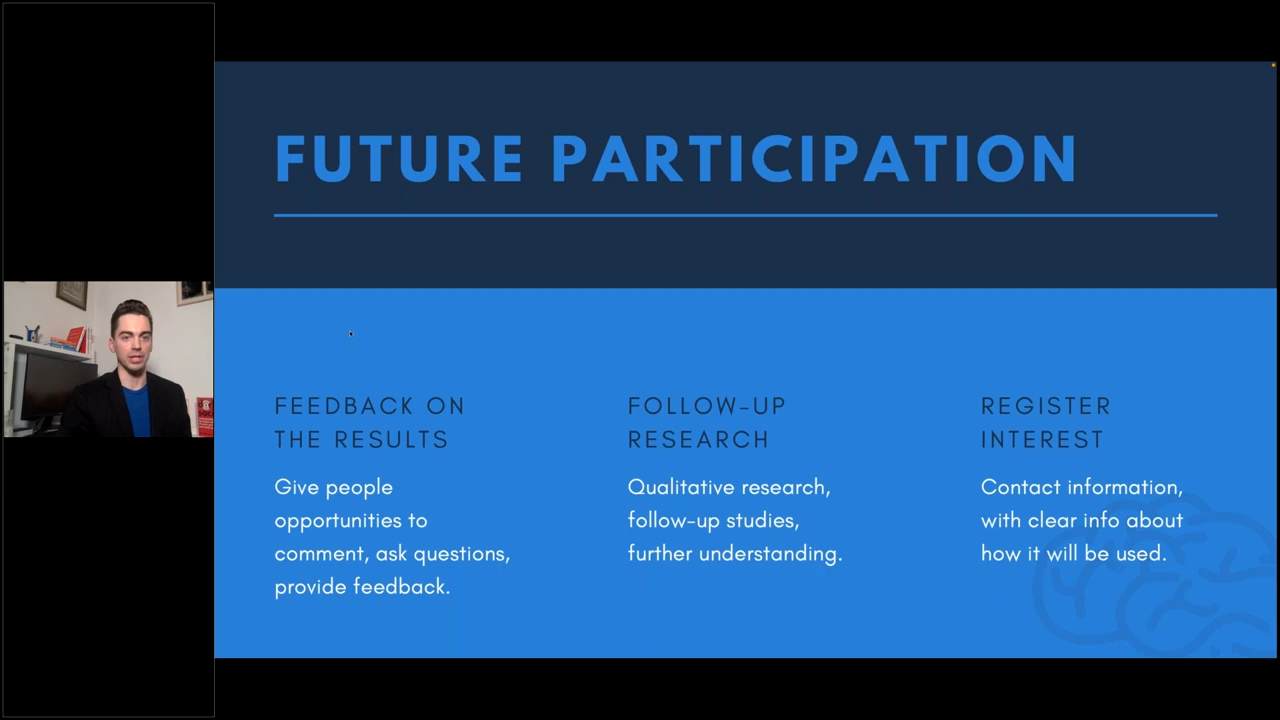 FUTURE PARTICIPATION
FEEDBACK ON
THE RESULTS
Give people
opportunities to
comment, ask questions,
provide feedback.
FOLLOW-UP
RESEARCH
Qualitative research,
follow-up studies,
further understanding.
REGISTER
INTEREST
Contact information,
with clear info about
how it will be used.